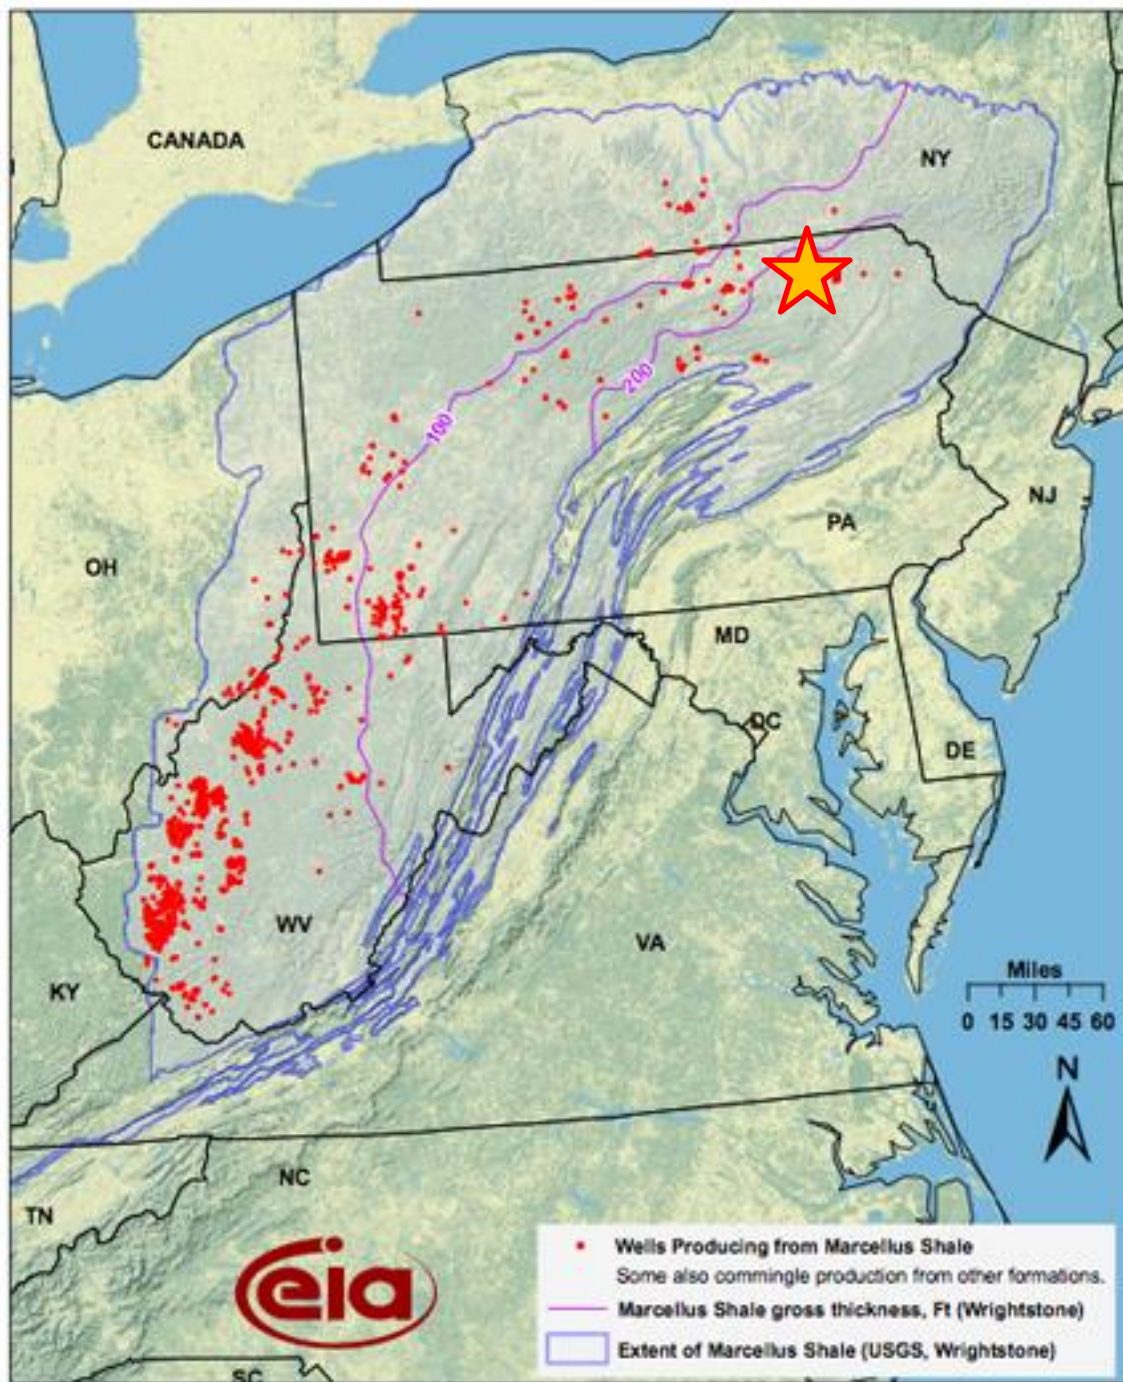 CANADA
NY
100
200
NJ
PA
OH
MD
DC
DE
WV
VA
KY
Miles
0 15 30 45 60
N
NC
TN
eia
SC
Wells Producing from Marcellus Shale
Some also commingle production from other formations.
Marcellus Shale gross thickness, Ft (Wrightstone)
Extent of Marcellus Shale (USGS, Wrightstone)